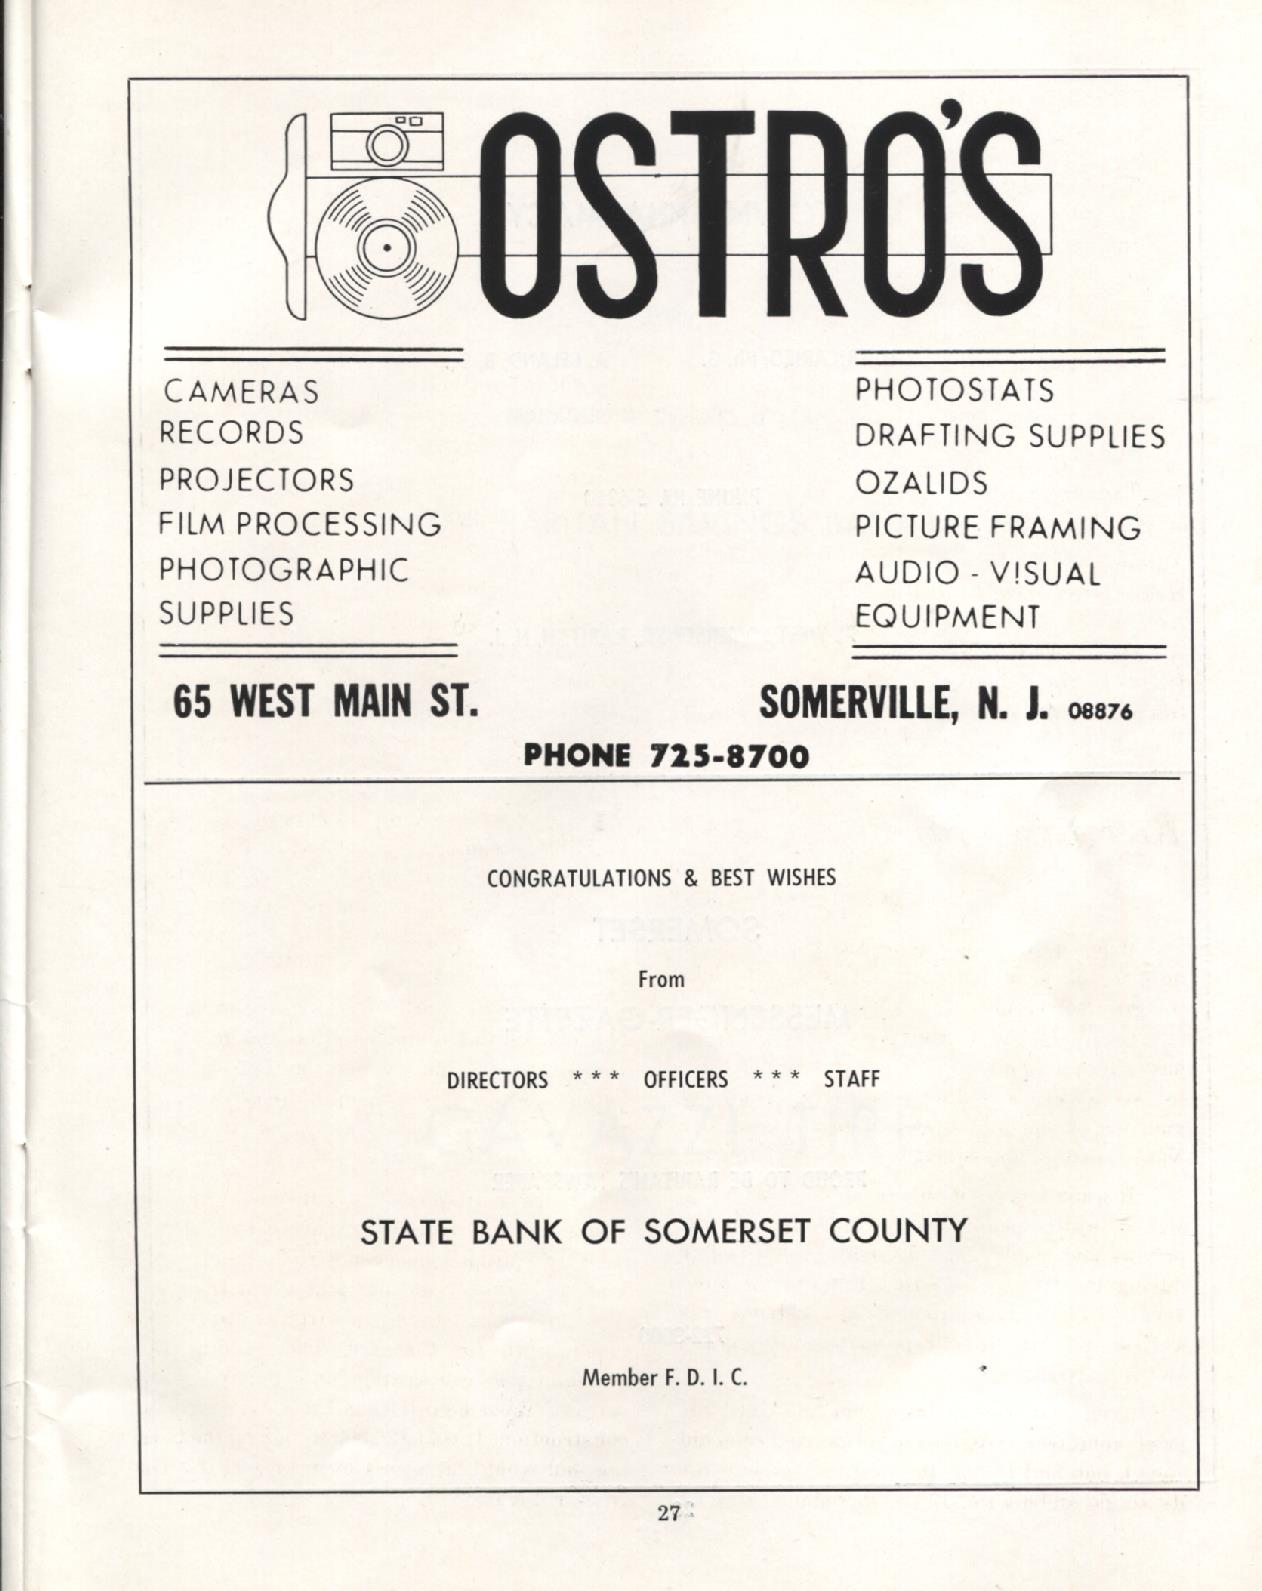 OSTRO'S
CAMERAS
RECORDS
PROJECTORS
FILM PROCESSING
PHOTOGRAPHIC
SUPPLIES
PHOTOSTATS
DRAFTING SUPPLIES
OZALIDS
PICTURE FRAMING
AUDIO - VISUAL
EQUIPMENT
65 WEST MAIN ST. SOMERVILLE, N. J. 08876
PHONE 725-8700
CONGRATULATIONS & BEST WISHES
From
DIRECTORS * * * OFFICERS * * * STAFF
STATE BANK OF SOMERSET COUNTY
Member F. D. I. C.
27